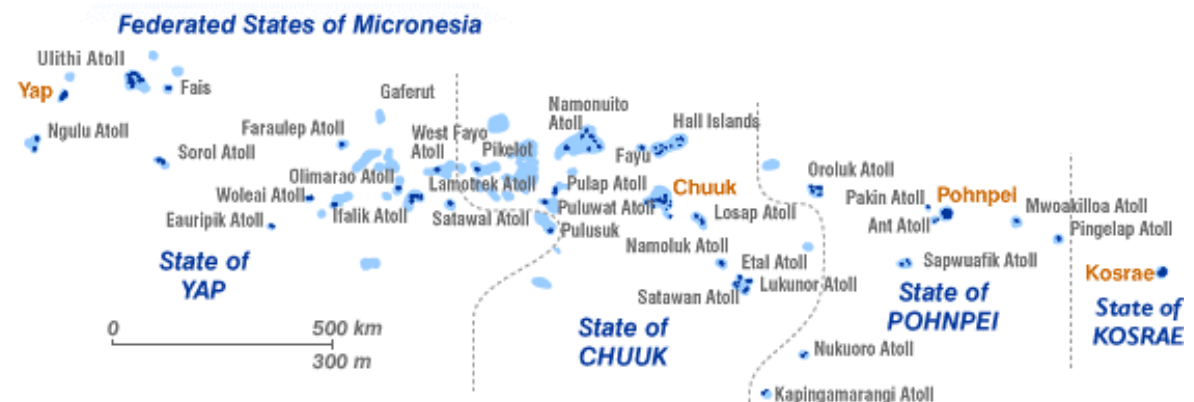 Federated States of Micronesia
Ulithi Atoll
Yap
Fais
Ngulu Atoll
Sorol Atoll
Gaferut
Faraulep Atoll
West Fayo
Atoll
Pikelot
Namonuito
Atoll
Hall Islands
Fayu
Olimarao Atoll
Lamotrek Atoll
Pulap Atoll
Chuuk
Woleai Atoll
Ifalik Atoll
Satawal Atoll
Puluwat Atoll
Losap Atoll
Eauripik Atoll
Pulusuk
Namoluk Atoll
Etal Atoll
Satawan Atoll
Lukunor Atoll
Oroluk Atoll
Pakin Atoll
Pohnpei
Ant Atoll
Mwoakilloa Atoll
Pingelap Atoll
Sapwuafik Atoll
Kosrae
State of
YAP
State of
CHUUK
State of
POHNPEI
State of
KOSRAE
0
500 km
300 m
Nukuoro Atoll
Kapingamarangi Atoll